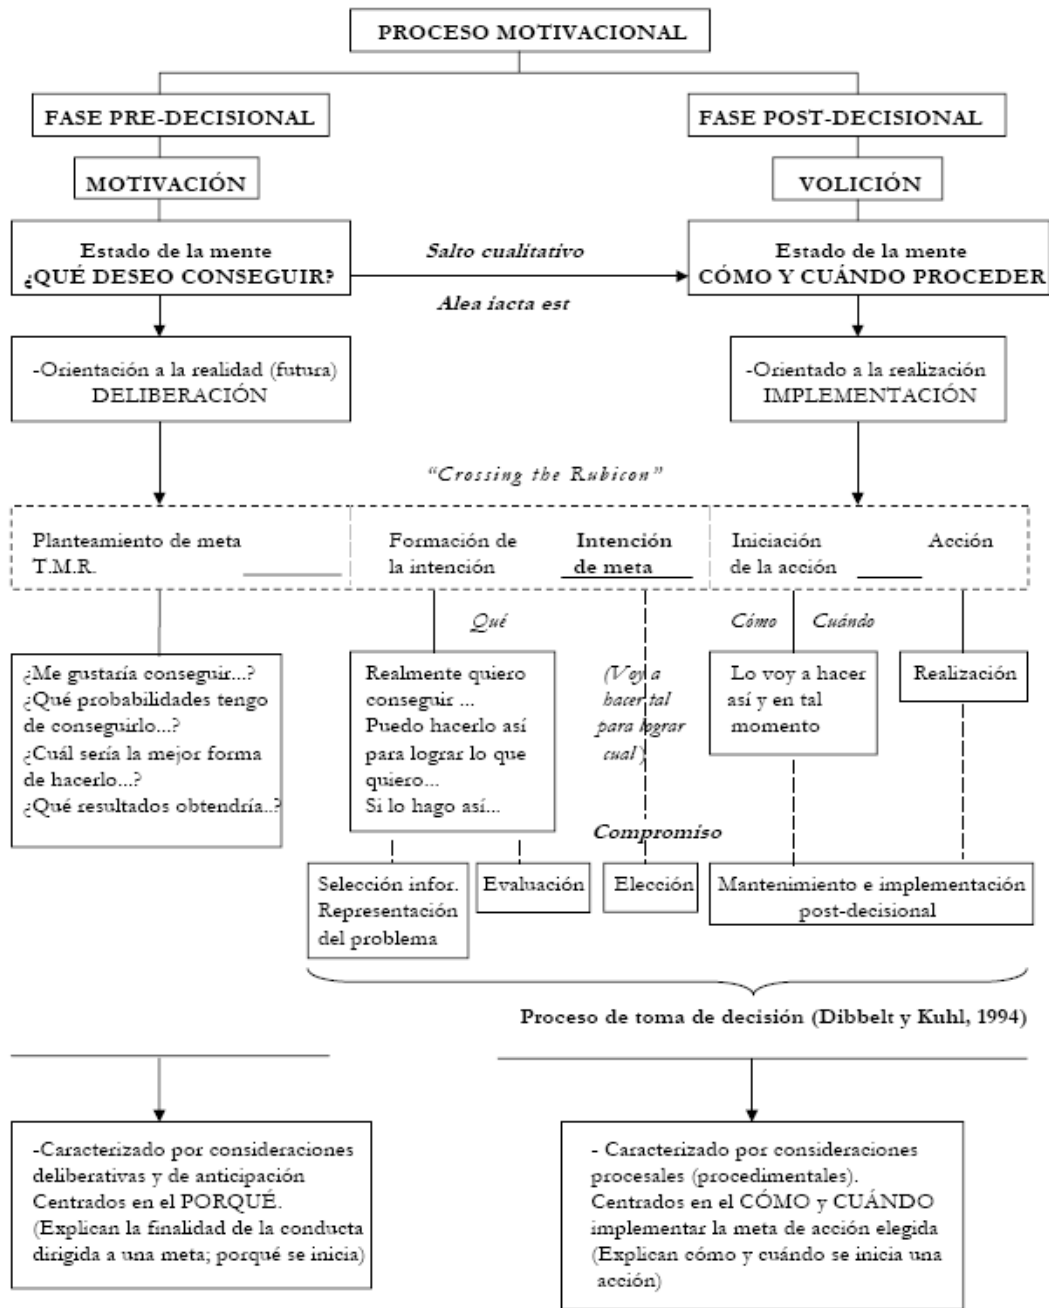 PROCESO MOTIVACIONAL
FASE PRE-DECISIONAL
FASE POST-DECISIONAL
MOTIVACIÓN
VOLICIÓN
Estado de la mente
¿QUÉ DESEO CONSEGUIR?
Salto cualitativo
Alea iacta est
Estado de la mente
CÓMO Y CUÁNDO PROCEDER
-Orientación a la realidad (futura)
DELIBERACIÓN
-Orientado a la realización
IMPLEMENTACIÓN
“Crossing the Rubicon”
Planteamiento de meta
T.M.R.
Formación de
la intención
Intención
de meta
Iniciación
de la acción
Acción
Qué
Cómo
Cuándo
¿Me gustaría conseguir...?
¿Qué probabilidades tengo
de conseguirlo...?
¿Cuál sería la mejor forma
de hacerlo...?
¿Qué resultados obtendría..?
Realmente quiero
conseguir ...
Puedo hacerlo así
para lograr lo que
quiero...
Si lo hago así...
(Voy a
hacer tal
para lograr
cual )
Lo voy a hacer
así y en tal
momento
Realización
Compromiso
Selección infor.
Representación
del problema
Evaluación
Elección
Mantenimiento e implementación
post-decisional
Proceso de toma de decisión (Dibbelt y Kuhl, 1994)
-Caracterizado por consideraciones
deliberativas y de anticipación
Centrados en el PORQUÉ.
(Explican la finalidad de la conducta
dirigida a una meta; porqué se inicia)
- Caracterizado por consideraciones
procesales (procedimentales).
Centrados en el CÓMO y CUÁNDO
implementar la meta de acción elegida
(Explican cómo y cuándo se inicia una
acción)